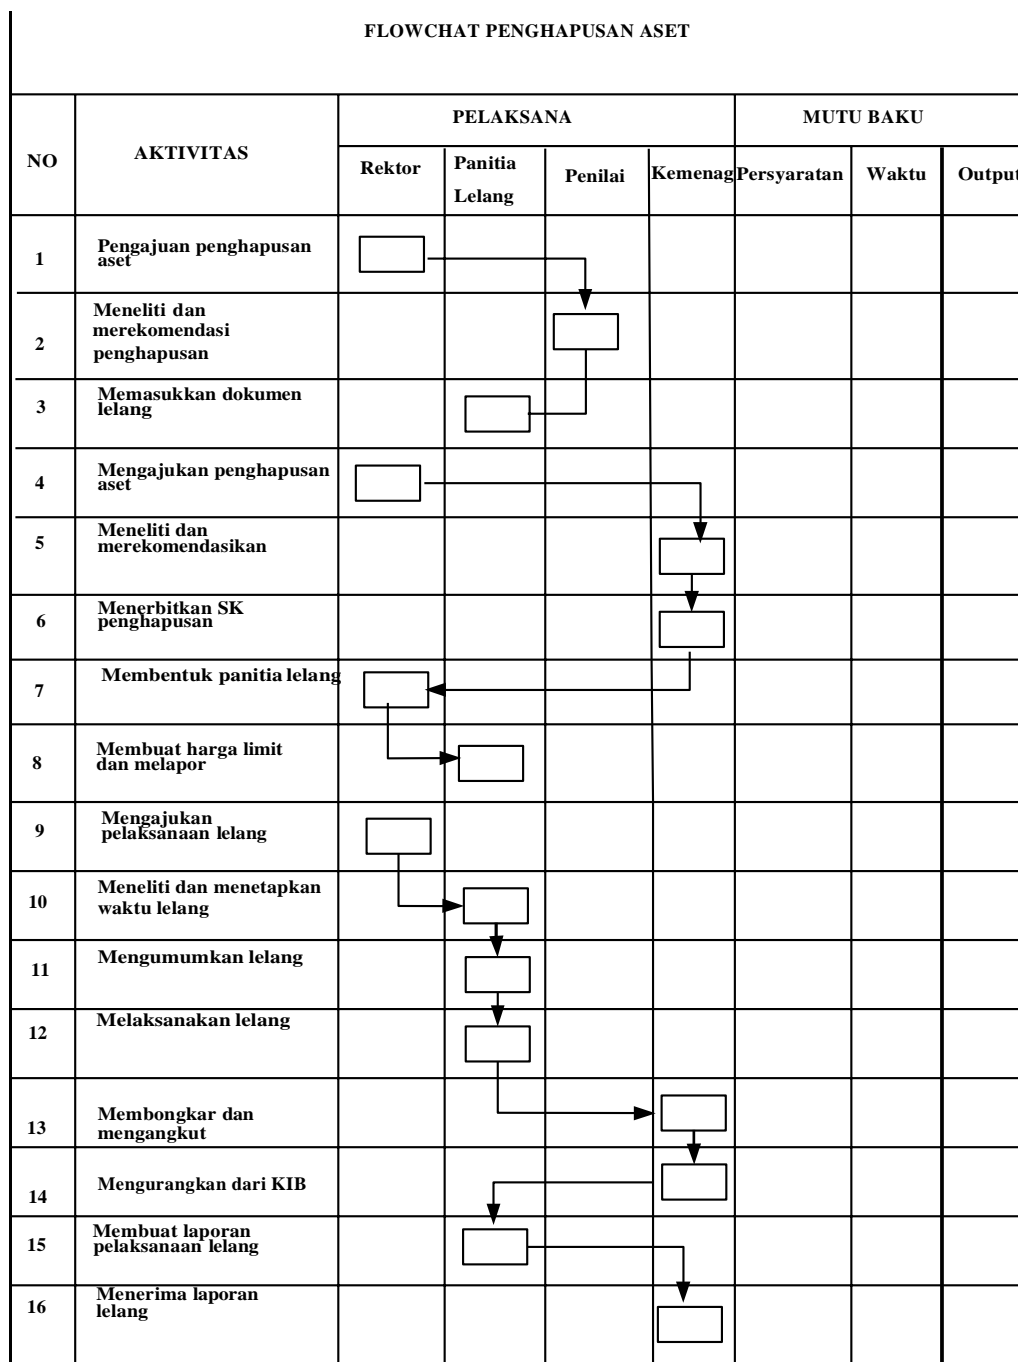 FLOWCHAT PENGHAPUSAN ASET
NO
AKTIVITAS
PELAKSANA
MUTU BAKU
Rektor
Panitia
Lelang
Penilai
Kemenag
Persyaratan
Waktu
Output
1
Pengajuan penghapusan
aset
2
Meneliti dan
merekomendasi
penghapusan
3
Memasukkan dokumen
lelang
4
Mengajukan penghapusan
aset
5
Meneliti dan
merekomendasikan
6
Menerbitkan SK
penghapusan
7
Membentuk panitia lelang
8
Membuat harga limit
dan melapor
9
Mengajukan
pelaksanaan lelang
10
Meneliti dan menetapkan
waktu lelang
11
Mengumumkan lelang
12
Melaksanakan lelang
13
Membongkar dan
mengangkut
14
Mengurangkan dari KIB
15
Membuat laporan
pelaksanaan lelang
16
Menerima laporan
lelang